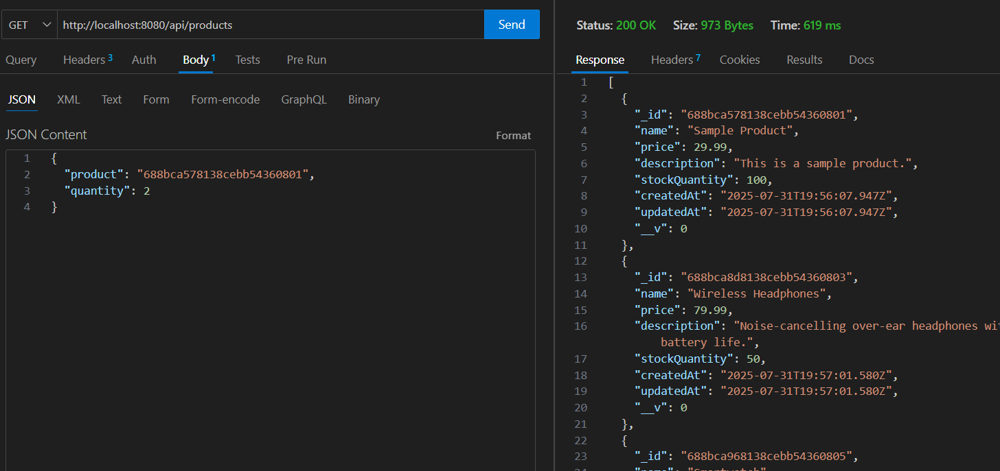 GET http://localhost:8080/api/products Send
Query Headers 3 Auth Body 1 Tests Pre Run
JSON XML Text Form Form-encode GraphQL Binary
JSON Content Format
1 {
2 "product": "688bca578138cebb54360801",
3 "quantity": 2
4 }
Status: 200 OK Size: 973 Bytes Time: 619 ms
Response Headers 7 Cookies Results Docs
1 [
2 {
3 "_id": "688bca578138cebb54360801",
4 "name": "Sample Product",
5 "price": 29.99,
6 "description": "This is a sample product.",
7 "stockQuantity": 100,
8 "createdAt": "2025-07-31T19:56:07.947Z",
9 "updatedAt": "2025-07-31T19:56:07.947Z",
10 "__v": 0
11 },
12 {
13 "_id": "688bca8d8138cebb54360803",
14 "name": "Wireless Headphones",
15 "price": 79.99,
16 "description": "Noise-cancelling over-ear headphones
battery life.",
17 "stockQuantity": 50,
18 "createdAt": "2025-07-31T19:57:01.580Z",
19 "updatedAt": "2025-07-31T19:57:01.580Z",
20 "__v": 0
21 },
22 {
23 "_id": "688bca968138cebb54360805",
24 "name": "Smartwatch"